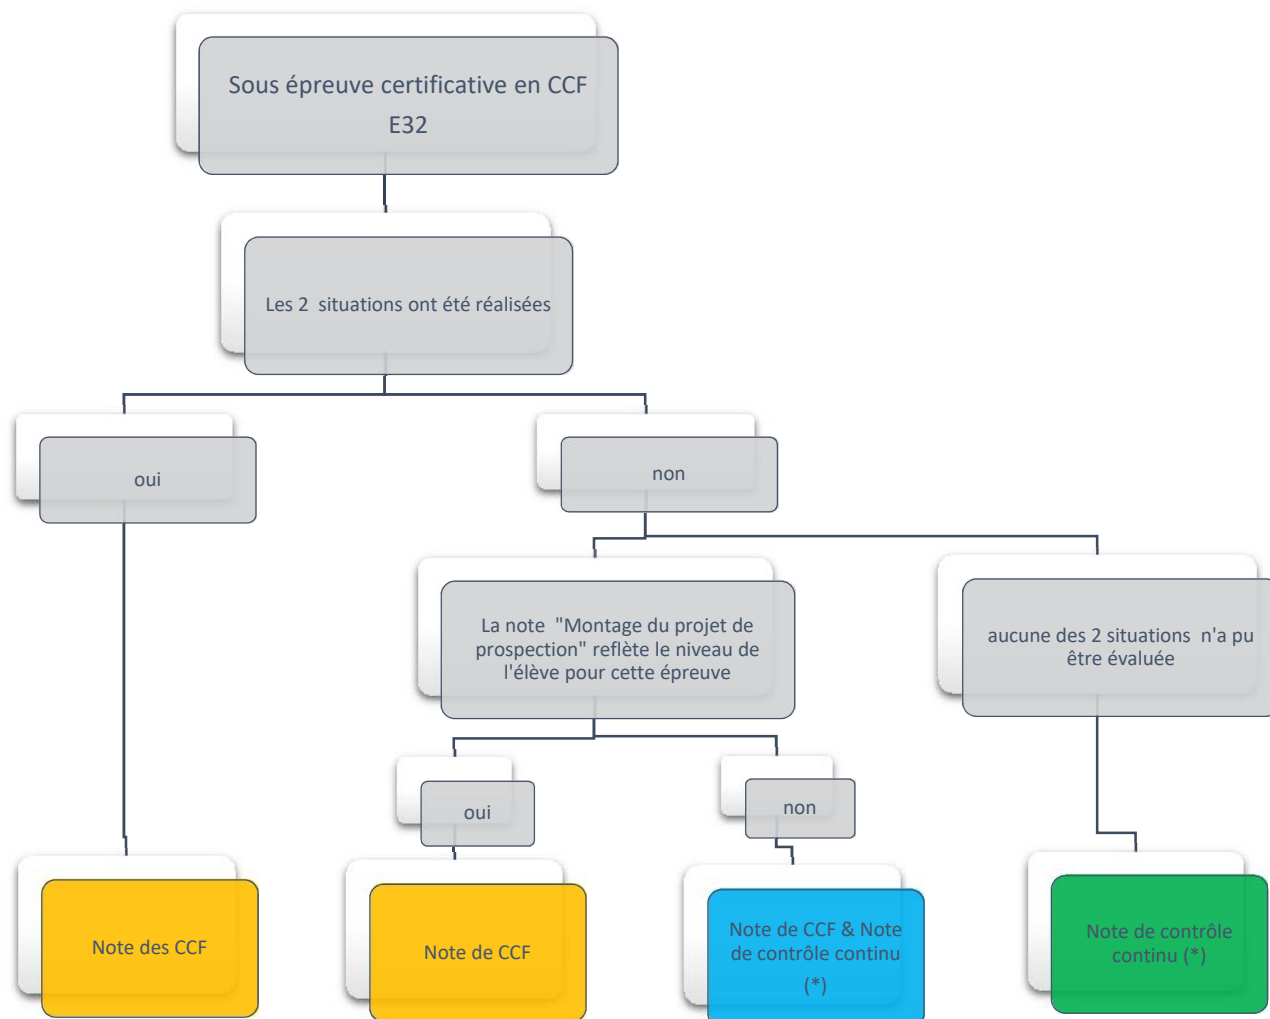 Sous épreuve certificative en CCF
E32
Les 2  situations ont été réalisées
oui
non
La note  "Montage du projet de
prospection" reflète le niveau de
l'élève pour cette épreuve
aucune des 2 situations  n'a pu
être évaluée
oui
non
Note des CCF
Note de CCF
Note de CCF & Note
de contrôle continu
(*)
Note de contrôle
continu (*)